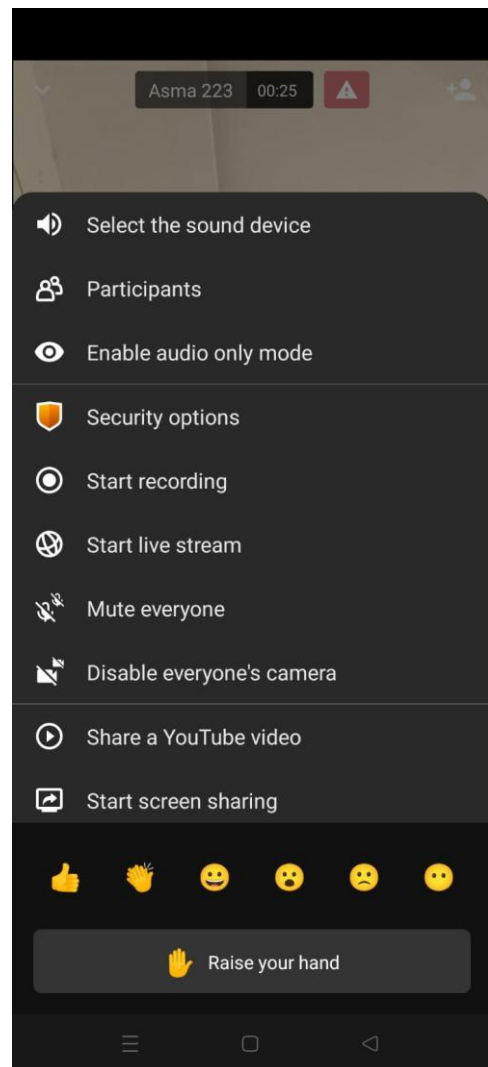 Asma 223 00:25
Select the sound device
Participants
Enable audio only mode
Security options
Start recording
Start live stream
Mute everyone
Disable everyone's camera
Share a YouTube video
Start screen sharing
Raise your hand